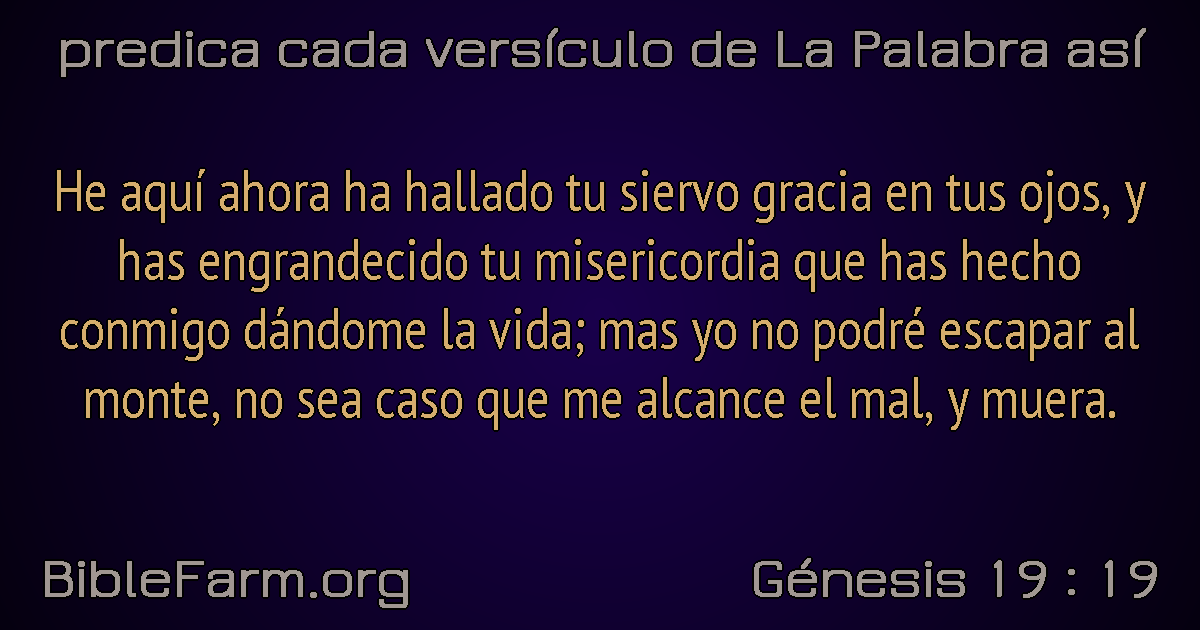 predica cada versículo de La Palabra así
He aquí ahora ha hallado tu siervo gracia en tus ojos, y
has engrandecido tu misericordia que has hecho
conmigo dándome la vida; mas yo no podré escapar al
monte, no sea caso que me alcance el mal, y muera.
BibleFarm.org
Génesis 19 : 19